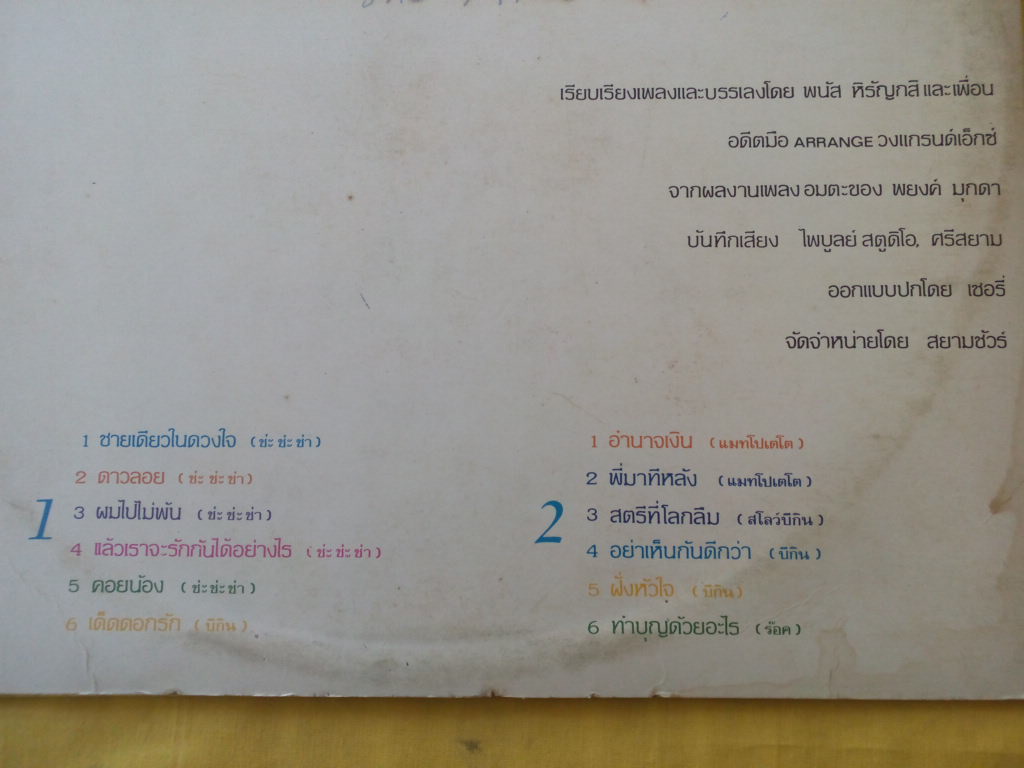 เรียบเรียงเพลงและบรรเลงโดย พนัส หิรัญกสิ และเพื่อน
อดีตมือ ARRANGE วงแกรนด์เอ็กซ์
จากผลงานเพลง อมตะของ พยงค์ มุกดา
บันทึกเสียง ไพบูลย์ สตูดิโอ, ศรีสยาม
ออกแบบปกโดย เชอรี่
จัดจำหน่ายโดย สยามชัวร์
1
1 ชายเดียวในดวงใจ (ช่ะ ช่ะ ช่า)
2 ดาวลอย (ช่ะ ช่ะ ช่า)
3 ผมไปไม่พ้น (ช่ะ ช่ะ ช่า)
4 แล้วเราจะรักกันได้อย่างไร (ช่ะ ช่ะ ช่า)
5 คอยน้อง (ช่ะ ช่ะ ช่า)
6 เด็ดดอกรัก (บีกิน)
2
1 อำนาจเงิน (แมทโปเตโต)
2 พี่มาทีหลัง (แมทโปเตโต)
3 สตรีที่โลกลืม (สโลว์บีกิน)
4 อย่าเห็นกันดีกว่า (บีกิน)
5 ฝั่งหัวใจ (บีกิน)
6 ทำบุญด้วยอะไร (ร๊อค)